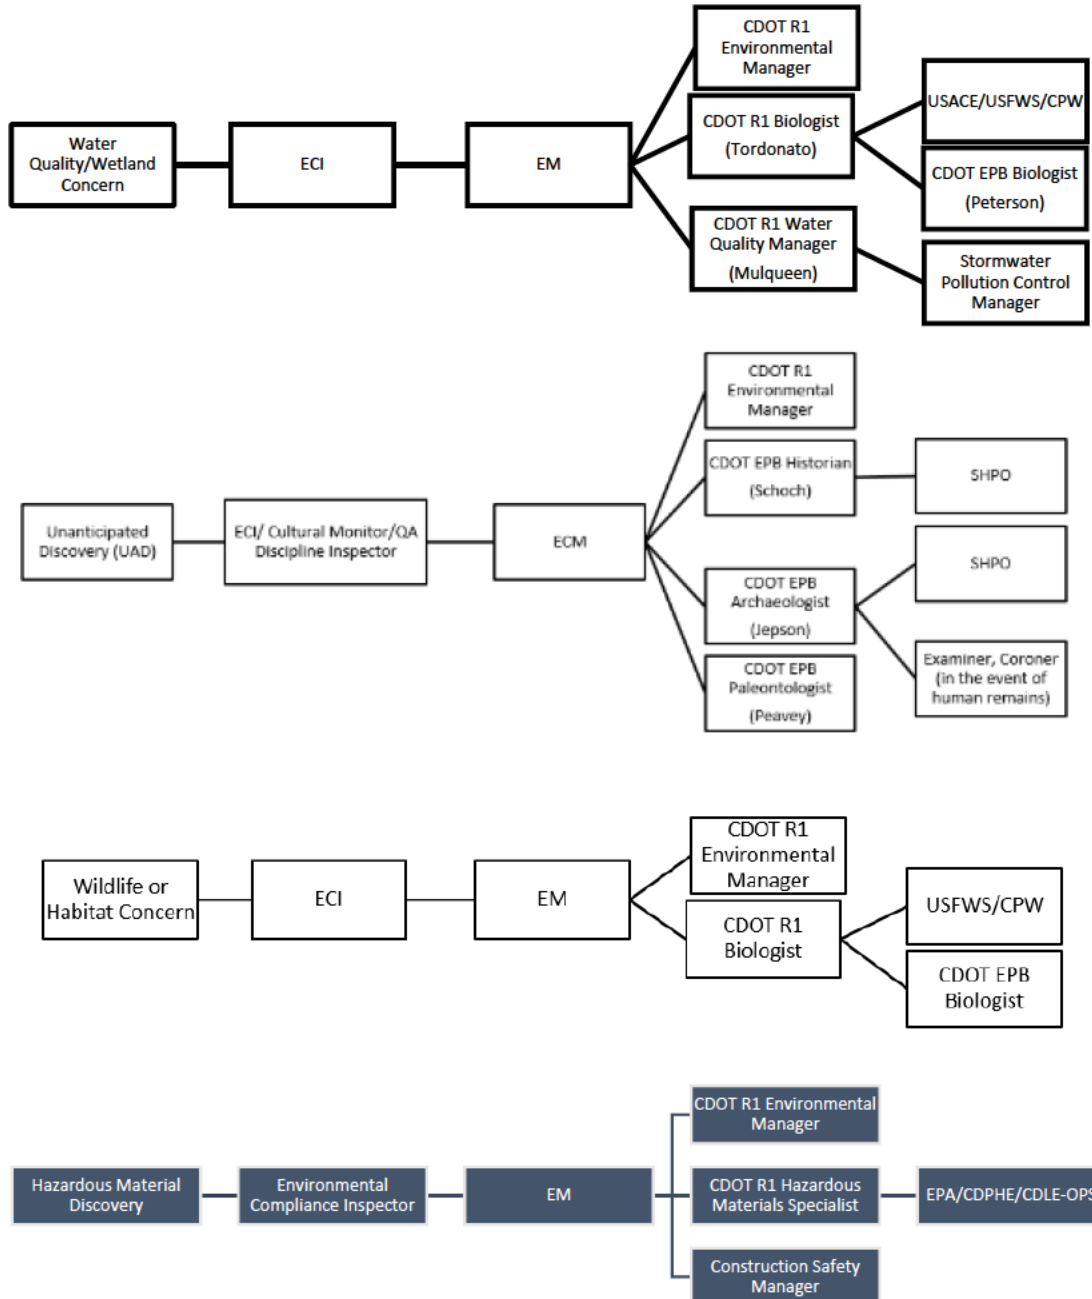 CDOT R1
Environmental
Manager
Water
Quality/Wetland
Concern
ECI
EM
CDOT R1 Biologist
(Tordonato)
USACE/USFWS/CPW
CDOT EPB Biologist
(Peterson)
CDOT R1 Water
Quality Manager
(Mulqueen)
Stormwater
Pollution Control
Manager
CDOT R1
Environmental
Manager
CDOT EPB Historian
(Schoch)
SHPO
Unanticipated
Discovery (UAD)
ECI/ Cultural Monitor/QA
Discipline Inspector
ECM
SHPO
CDOT EPB
Archaeologist
(Jepson)
Examiner, Coroner
(in the event of
human remains)
CDOT EPB
Paleontologist
(Peavey)
CDOT R1
Environmental
Manager
Wildlife or
Habitat Concern
ECI
EM
USFWS/CPW
CDOT R1
Biologist
CDOT EPB
Biologist
CDOT R1 Environmental
Manager
Hazardous Material
Discovery
Environmental
Compliance Inspector
EM
CDOT R1 Hazardous
Materials Specialist
EPA/CDPHE/CDLE-OPS
Construction Safety
Manager